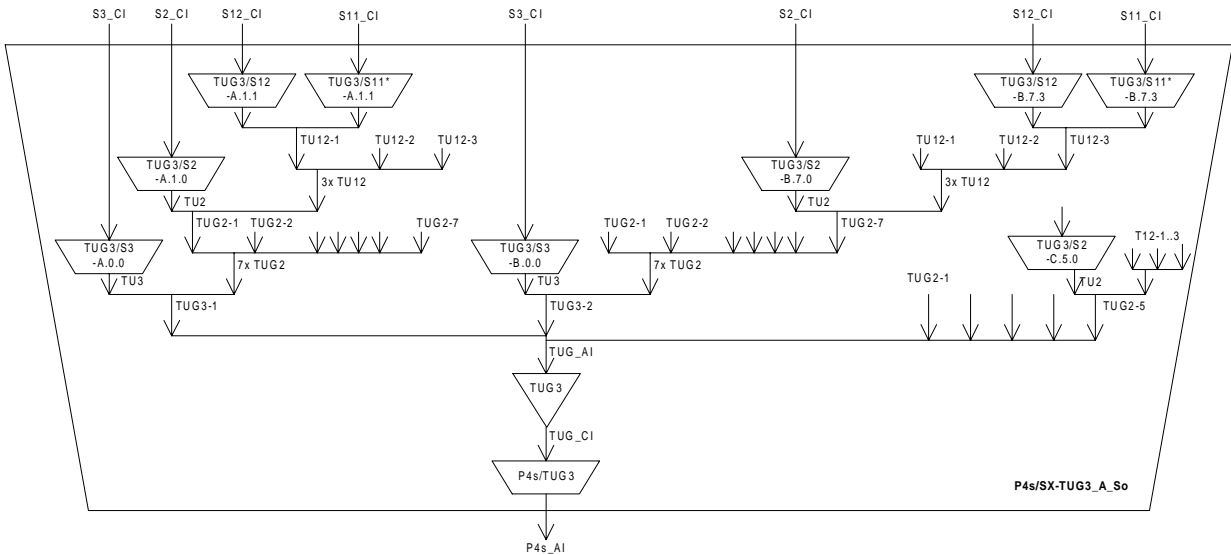 S3_CI S2_CI S12_CI S11_CI S3_CI S2_CI S12_CI S11_CI
TUG3/S12
-A.1.1
TUG3/S11*
-A.1.1
TUG3/S12
-B.7.3
TUG3/S11*
-B.7.3
TU12-1 TU12-2 TU12-3
TU12-1 TU12-2 TU12-3
TUG3/S2
-A.1.0
3x TU12
TUG3/S2
-B.7.0
3x TU12
TU2
TU2
TUG2-1 TUG2-2 TUG2-7
TUG2-1 TUG2-2 TUG2-7
TUG3/S3
-A.0.0
7x TUG2
TUG3/S3
-B.0.0
7x TUG2
TUG3/S2
-C.5.0
T12-1..3
TU3
TU3
TU2
TUG3-1
TUG3-2
TUG2-1
TUG2-5
TUG_AI
TUG3
TUG_CI
P4s/TUG3
P4s/SX-TUG3_A_So
P4s_AI